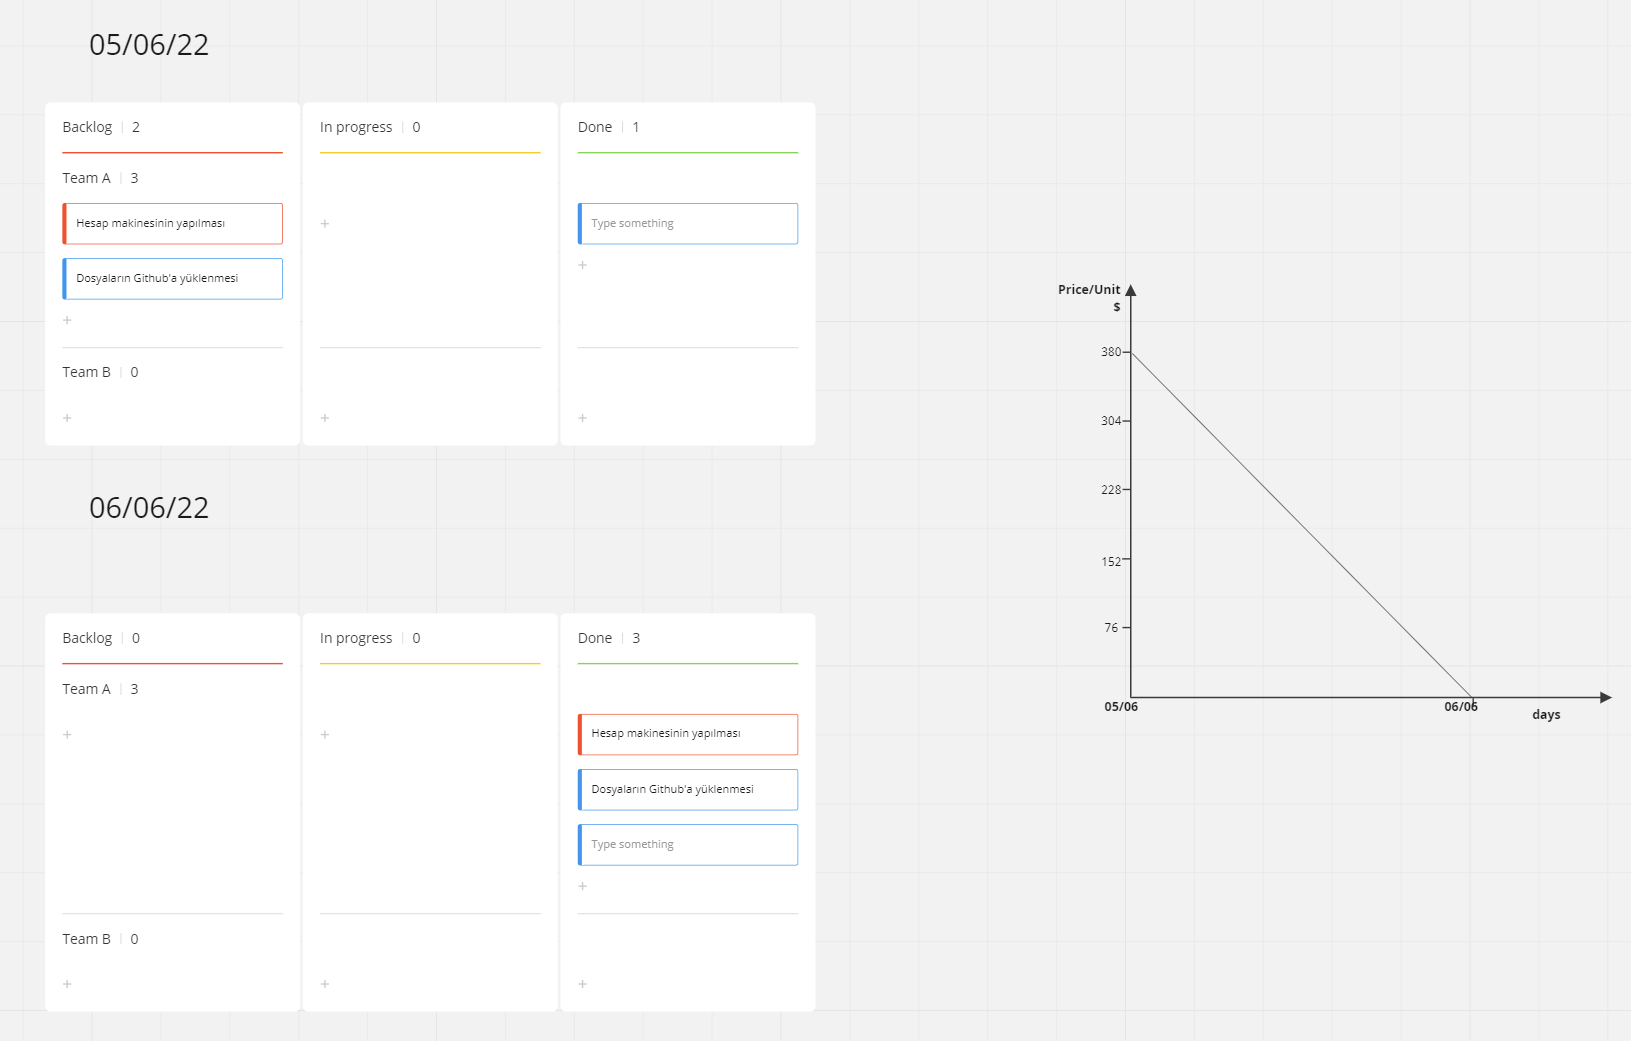 05/06/22
Backlog 2
In progress 0
Done 1
Team A 3
Hesap makinesinin yapılması
Type something
Dosyaların Github'a yüklenmesi
+
+
+
Team B 0
+
+
+
06/06/22
Backlog 0
In progress 0
Done 3
Team A 3
+
+
Hesap makinesinin yapılması
Dosyaların Github'a yüklenmesi
Type something
+
Team B 0
+
+
+
Price/Unit
$
380
304
228
152
76
05/06
06/06
days